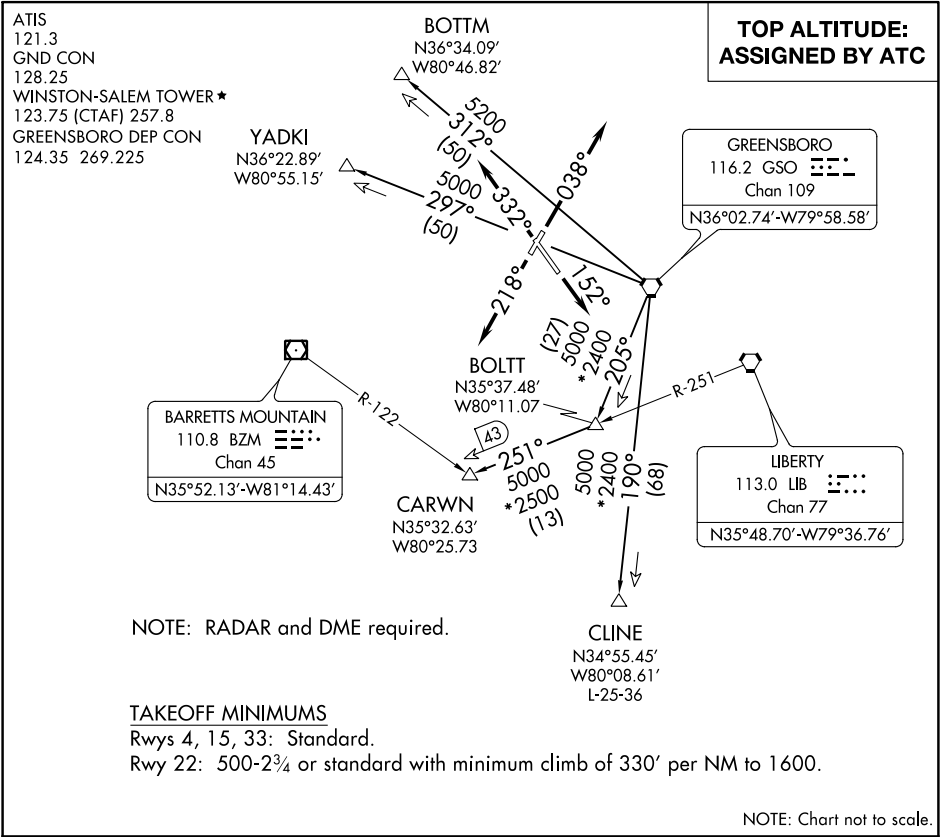 ATIS
121.3
GND CON
128.25
WINSTON-SALEM TOWER ★
123.75 (CTAF) 257.8
GREENSBORO DEP CON
124.35 269.225
TOP ALTITUDE:
ASSIGNED BY ATC
BOTTM
N36°34.09'
W80°46.82'
YADKI
N36°22.89'
W80°55.15'
5200
312°
(50)
5000
297°
(50)
332°
038°
218°
152°
GREENSBORO
116.2 GSO
Chan 109
N36°02.74'-W79°58.58'
(27)
5000
*2400
205°
BOLTT
N35°37.48'
W80°11.07
R-251
R-122
BARRETTS MOUNTAIN
110.8 BZM
Chan 45
N35°52.13'-W81°14.43'
43
251°
5000
*2500
(13)
CARWN
N35°32.63'
W80°25.73
5000
*2400
190°
(68)
LIBERTY
113.0 LIB
Chan 77
N35°48.70'-W79°36.76'
CLINE
N34°55.45'
W80°08.61'
L-25-36
NOTE: RADAR and DME required.
TAKEOFF MINIMUMS
Rwys 4, 15, 33: Standard.
Rwy 22: 500-2¾ or standard with minimum climb of 330' per NM to 1600.
NOTE: Chart not to scale.